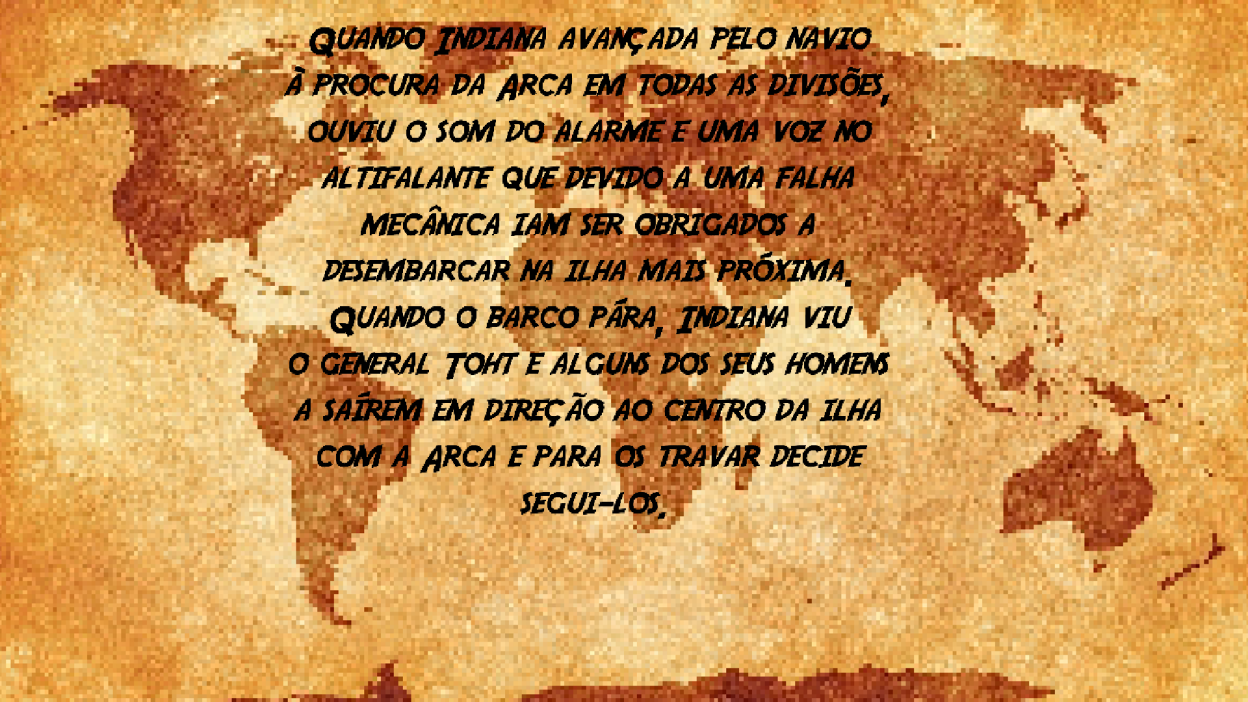 Quando Indiana avançada pelo navio
à procura da Arca em todas as divisões,
ouviu o som do alarme e uma voz no
altifalante que devido a uma falha
mecânica iam ser obrigados a
desembarcar na ilha mais próxima.
Quando o barco pára, Indiana viu
o general Toht e alguns dos seus homens
a saírem em direção ao centro da ilha
com a Arca e para os travar decide
segui-los.